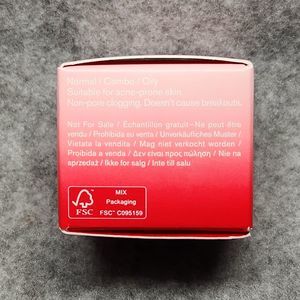 Normal / Combo / Oily
Suitable for acne-prone skin
Non-pore clogging. Doesn't cause breakouts.
Not For Sale / Échantillon gratuit–Ne peut être
vendu / Prohibida su venta / Unverkäufliches Muster /
Vietata la vendita / Mag niet verkocht worden /
Proibida a venda / Δεν είναι προς πώληση / Nie na
sprzedaż / Ikke for salg / Inte till salu
FSC
MIX
Packaging
FSC™ C095159